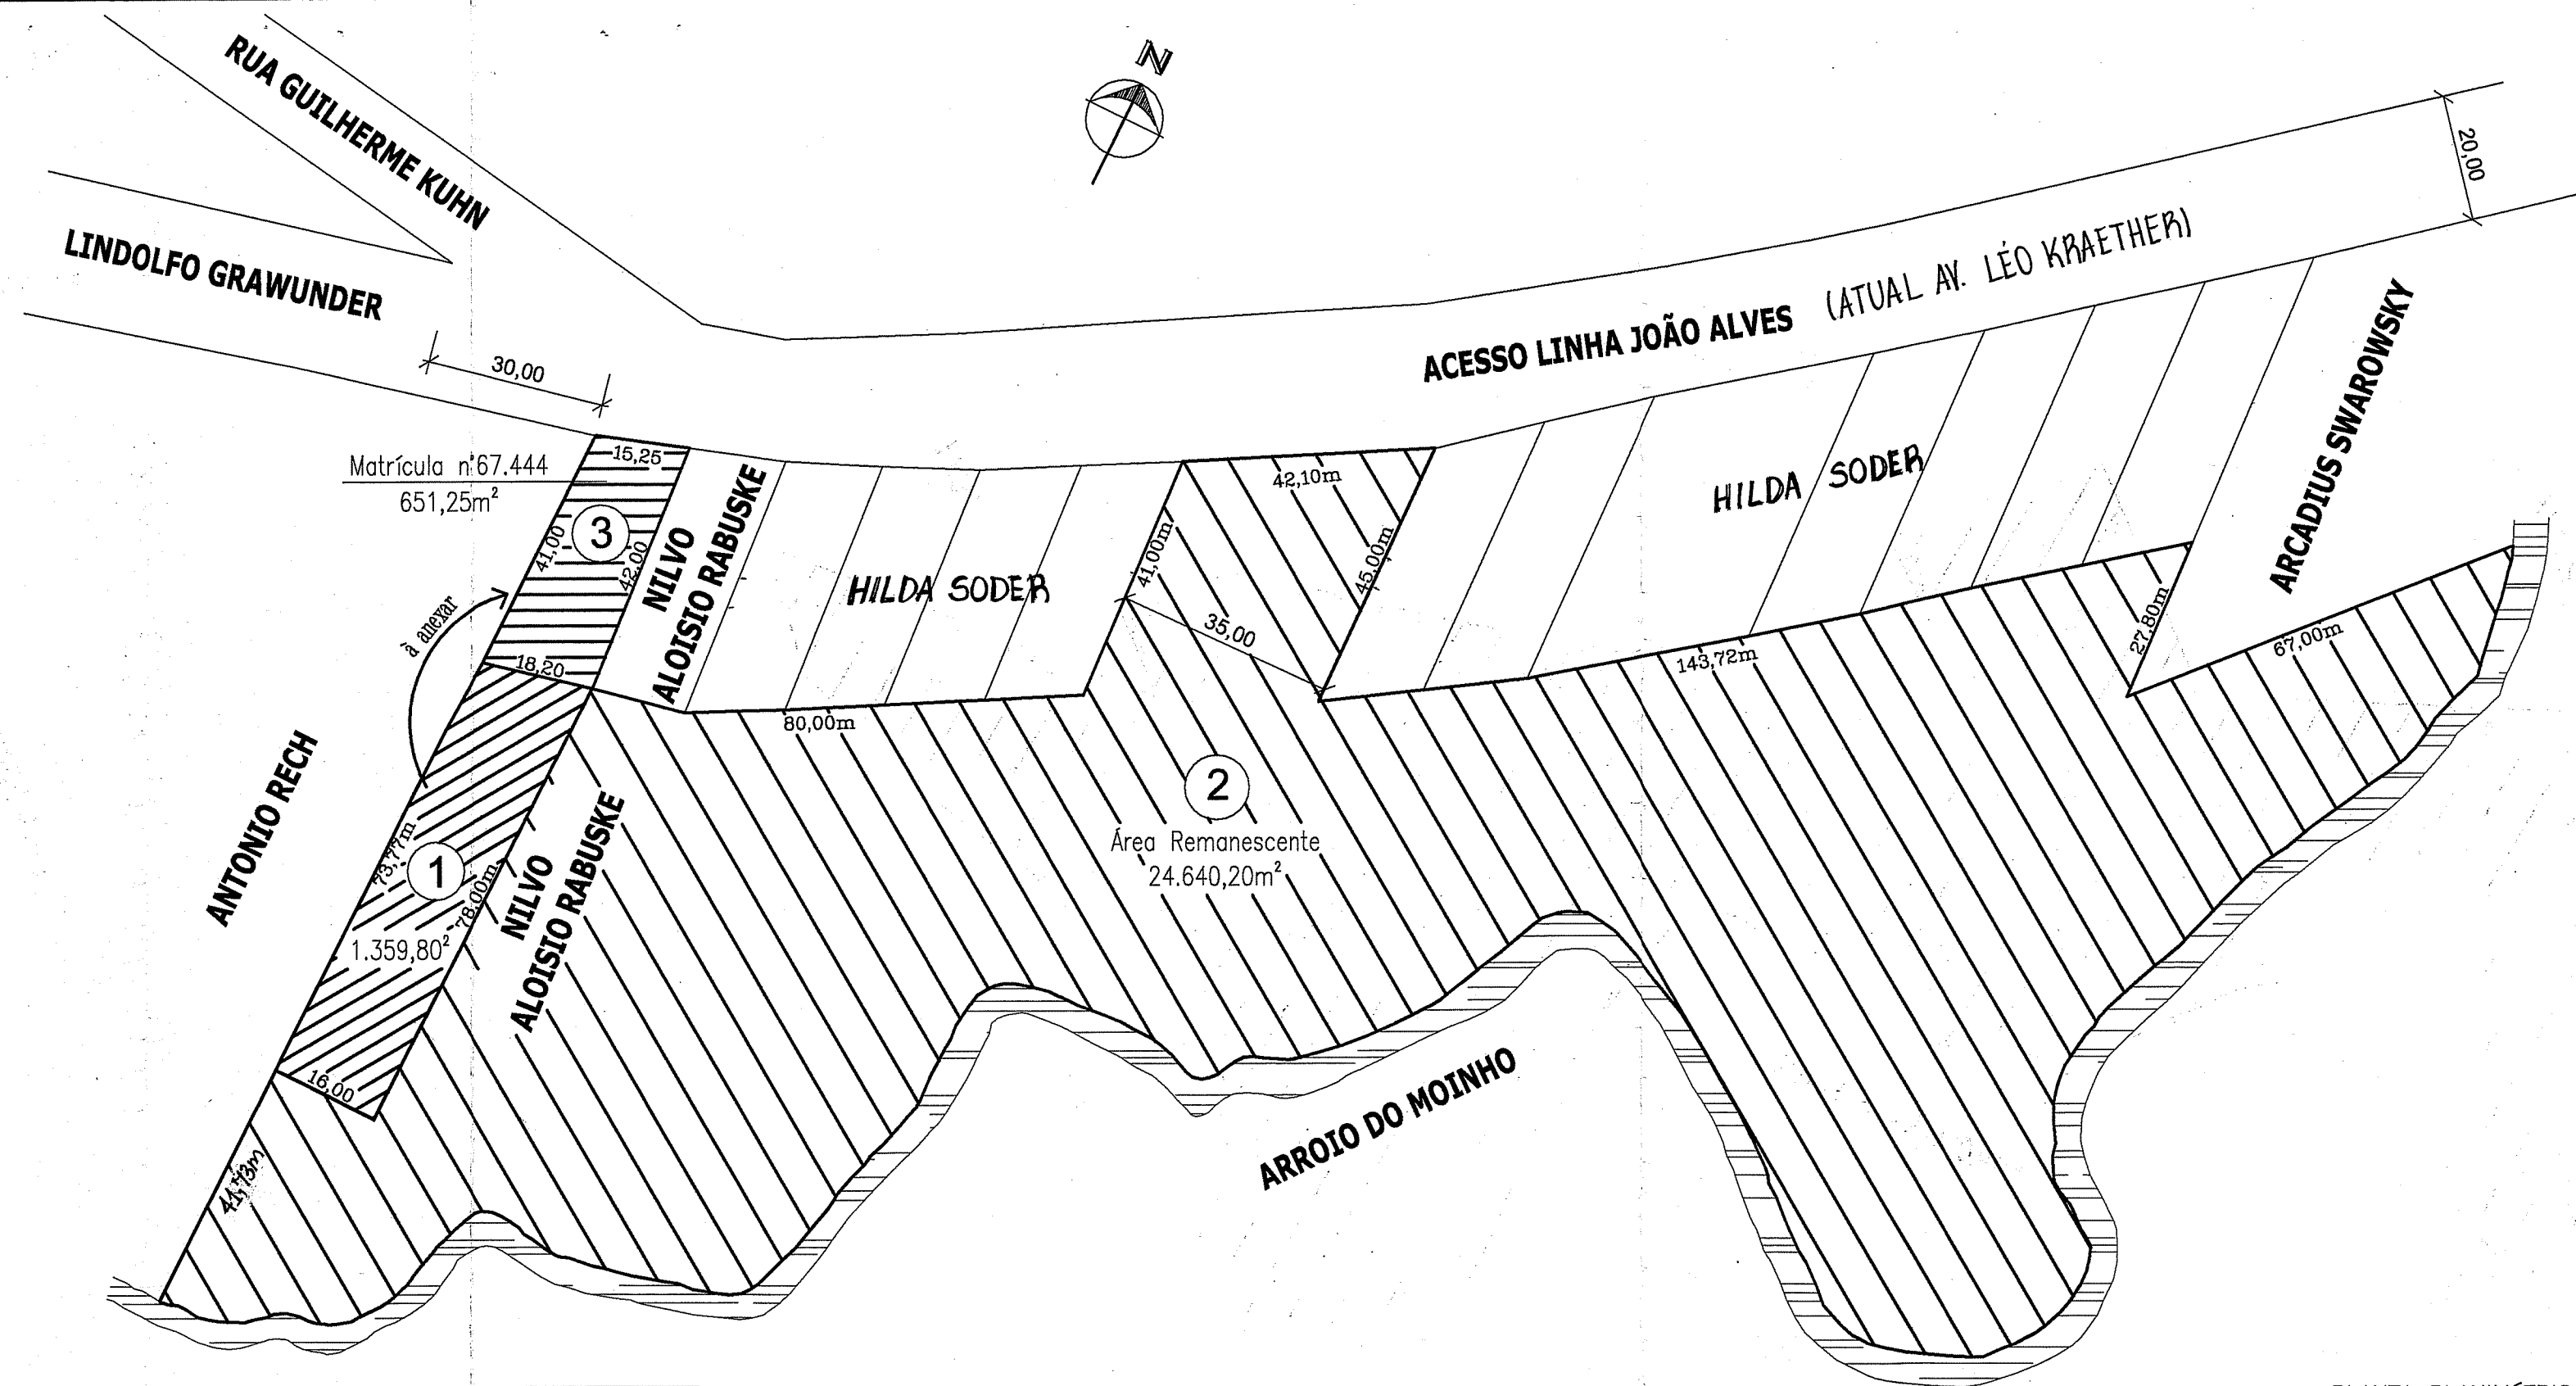 N
RUA GUILHERME KUHN
LINDOLFO GRAWUNDER
20,00
ACESSO LINHA JOÃO ALVES (ATUAL AV. LÉO KRAETHER)
30,00
ARCADIUS SWAROWSKY
Matrícula nº67.444
651,25m²
15,25
3
41,00
42,00
NILVO
ALOISIO RABUSKE
HILDA SODER
42,10m
41,00m
45,00m
35,00
HILDA SODER
à anexar
18,20
80,00m
143,72m
27,80m
67,00m
ANTONIO RECH
73,77m
1
78,00m
1.359,80²
NILVO
ALOISIO RABUSKE
2
Área Remanescente
24.640,20m²
16,00
ARROIO DO MOINHO